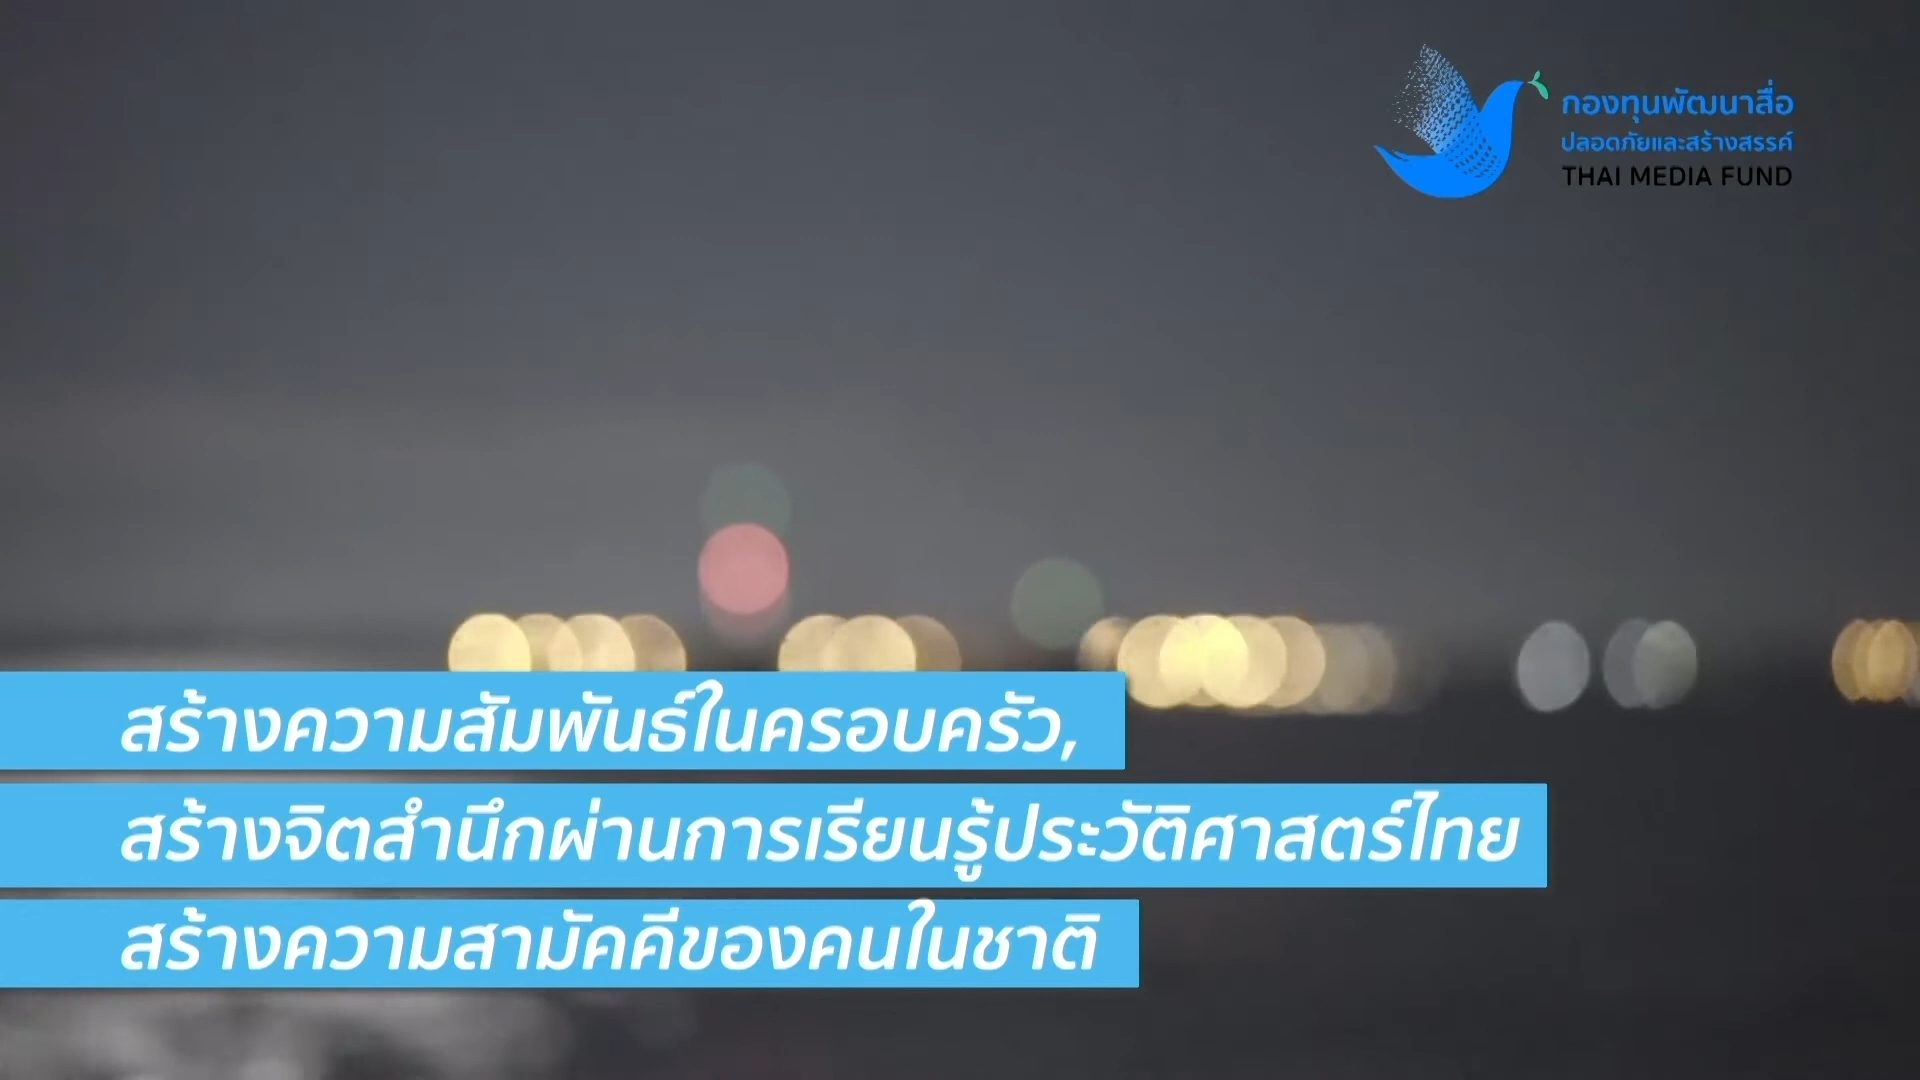 กองทุนพัฒนาสื่อ
ปลอดภัยและสร้างสรรค์
THAI MEDIA FUND
สร้างความสัมพันธ์ในครอบครัว,
สร้างจิตสำนึกผ่านการเรียนรู้ประวัติศาสตร์ไทย
สร้างความสามัคคีของคนในชาติ